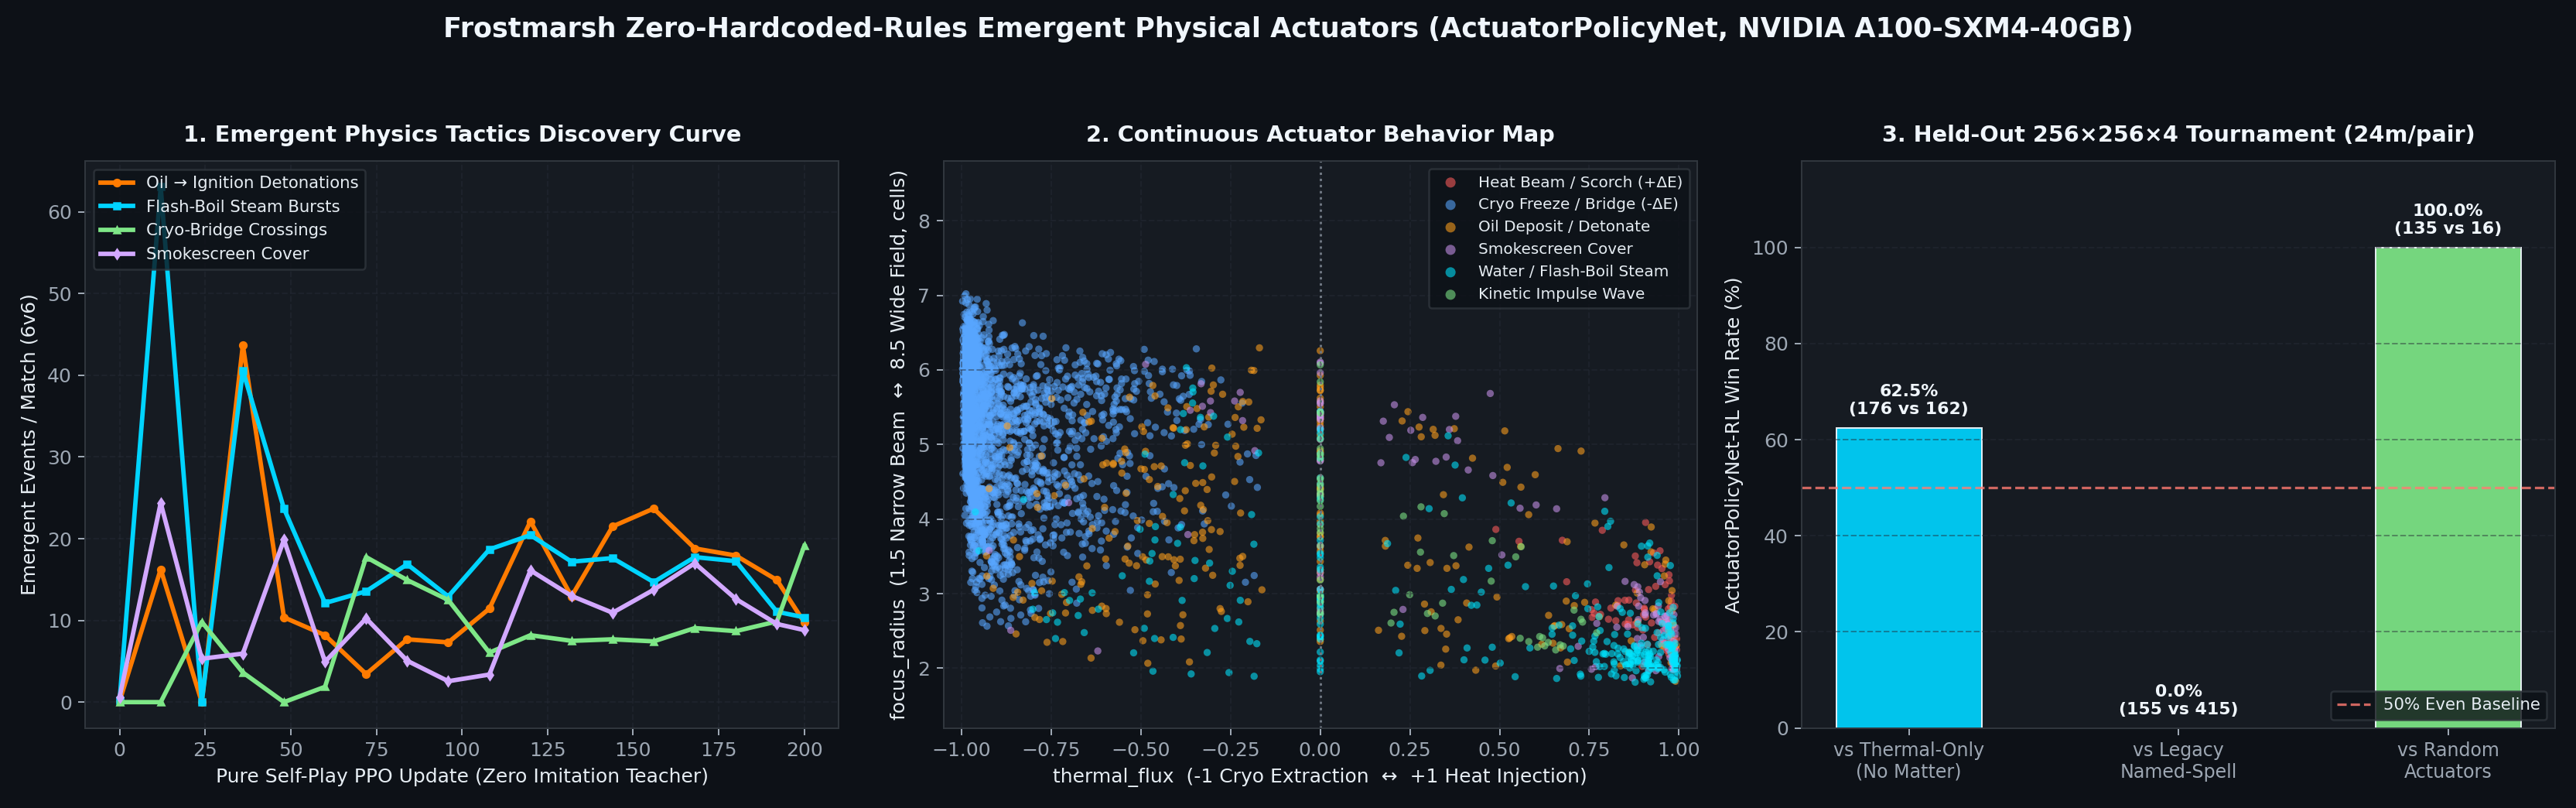 Frostmarsh Zero-Hardcoded-Rules Emergent Physical Actuators (ActuatorPolicyNet, NVIDIA A100-SXM4-40GB)
1. Emergent Physics Tactics Discovery Curve
Emergent Events / Match (6v6)
60
50
40
30
20
10
0
Oil → Ignition Detonations
Flash-Boil Steam Bursts
Cryo-Bridge Crossings
Smokescreen Cover
0 25 50 75 100 125 150 175 200
Pure Self-Play PPO Update (Zero Imitation Teacher)
2. Continuous Actuator Behavior Map
focus_radius (1.5 Narrow Beam ↔ 8.5 Wide Field, cells)
8
7
6
5
4
3
2
Heat Beam / Scorch (+ΔE)
Cryo Freeze / Bridge (-ΔE)
Oil Deposit / Detonate
Smokescreen Cover
Water / Flash-Boil Steam
Kinetic Impulse Wave
−1.00 −0.75 −0.50 −0.25 0.00 0.25 0.50 0.75 1.00
thermal_flux (-1 Cryo Extraction ↔ +1 Heat Injection)
3. Held-Out 256×256×4 Tournament (24m/pair)
ActuatorPolicyNet-RL Win Rate (%)
100
80
60
40
20
0
62.5%
(176 vs 162)
0.0%
(155 vs 415)
100.0%
(135 vs 16)
50% Even Baseline
vs Thermal-Only
(No Matter)
vs Legacy
Named-Spell
vs Random
Actuators